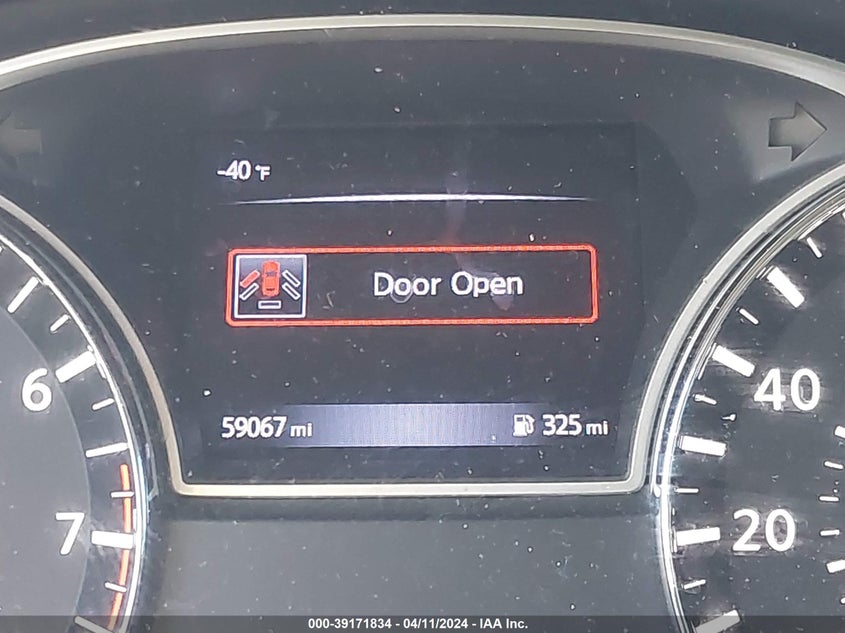 -40 °F
Door Open
59067 mi 325 mi
6
7
40
20
000-39171834 - 04/11/2024 - IAA Inc.